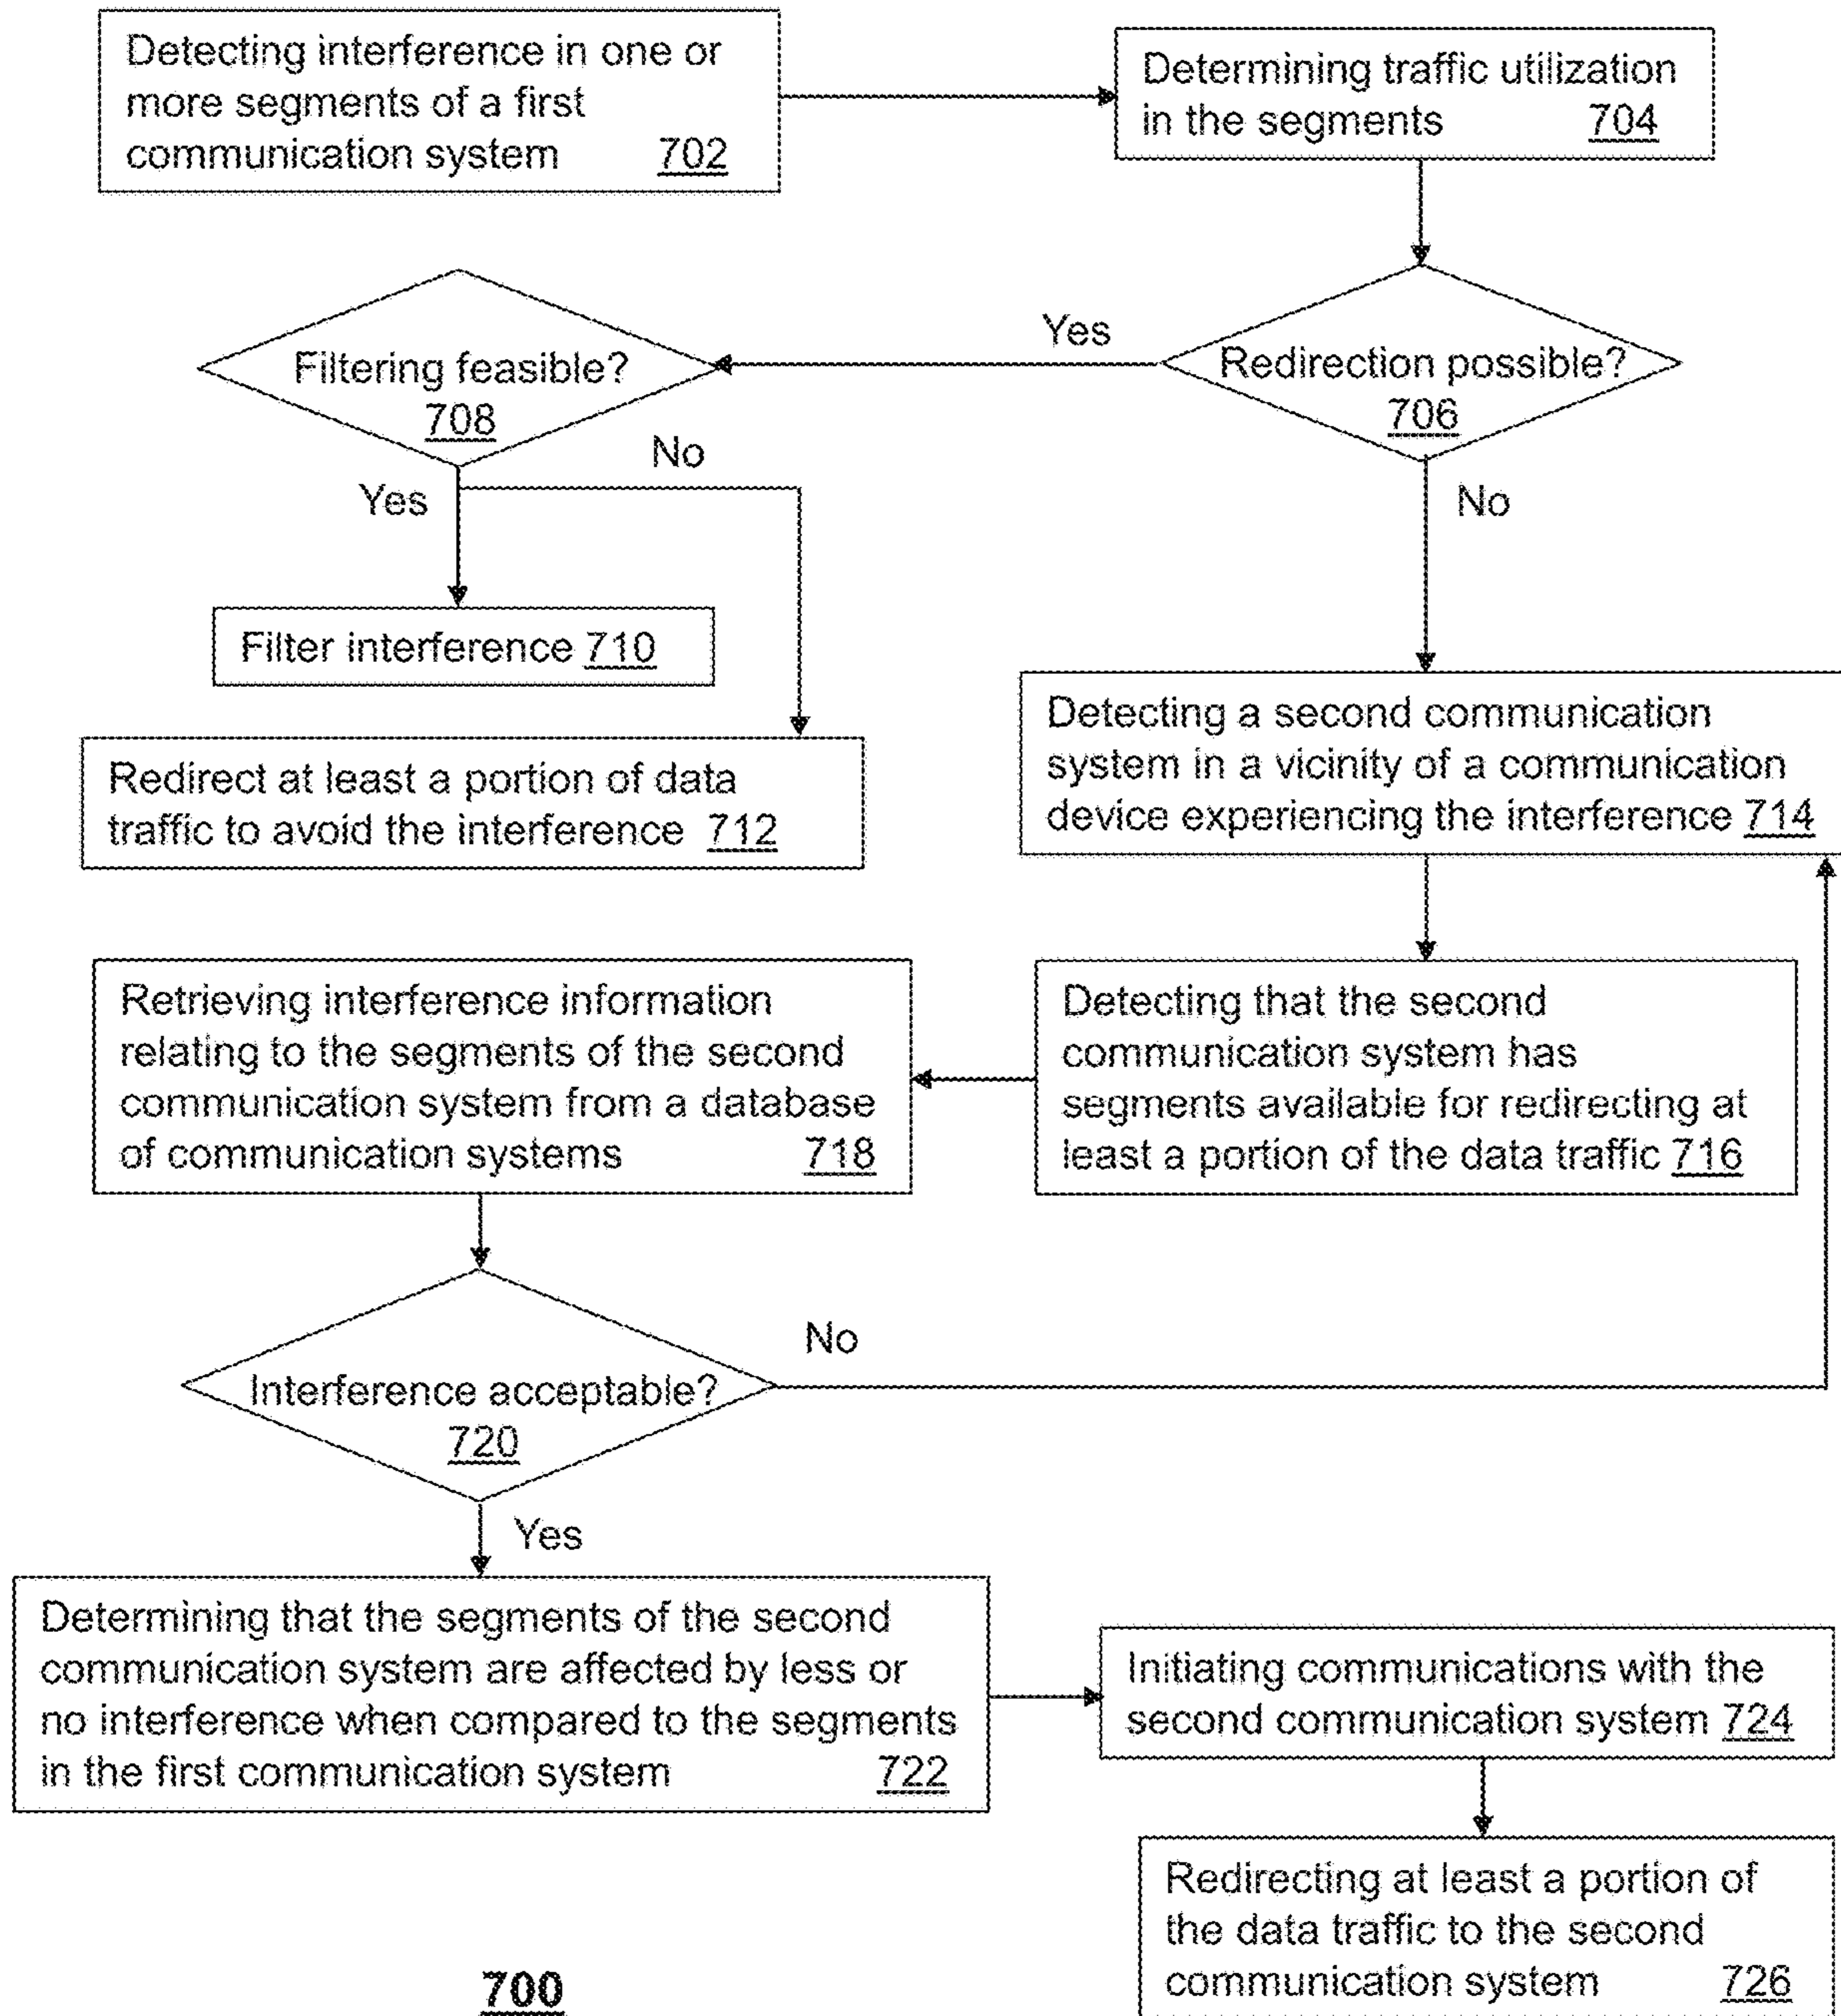 Detecting interference in one or
more segments of a first
communication system 702
Determining traffic utilization
in the segments 704
Redirection possible?
706
Yes
Filtering feasible?
708
No
Yes
No
Filter interference 710
Redirect at least a portion of data
traffic to avoid the interference 712
Detecting a second communication
system in a vicinity of a communication
device experiencing the interference 714
Detecting that the second
communication system has
segments available for redirecting at
least a portion of the data traffic 716
Retrieving interference information
relating to the segments of the second
communication system from a database
of communication systems 718
Interference acceptable?
720
No
Yes
Determining that the segments of the second
communication system are affected by less or
no interference when compared to the segments
in the first communication system 722
Initiating communications with the
second communication system 724
Redirecting at least a portion of
the data traffic to the second
communication system 726
700